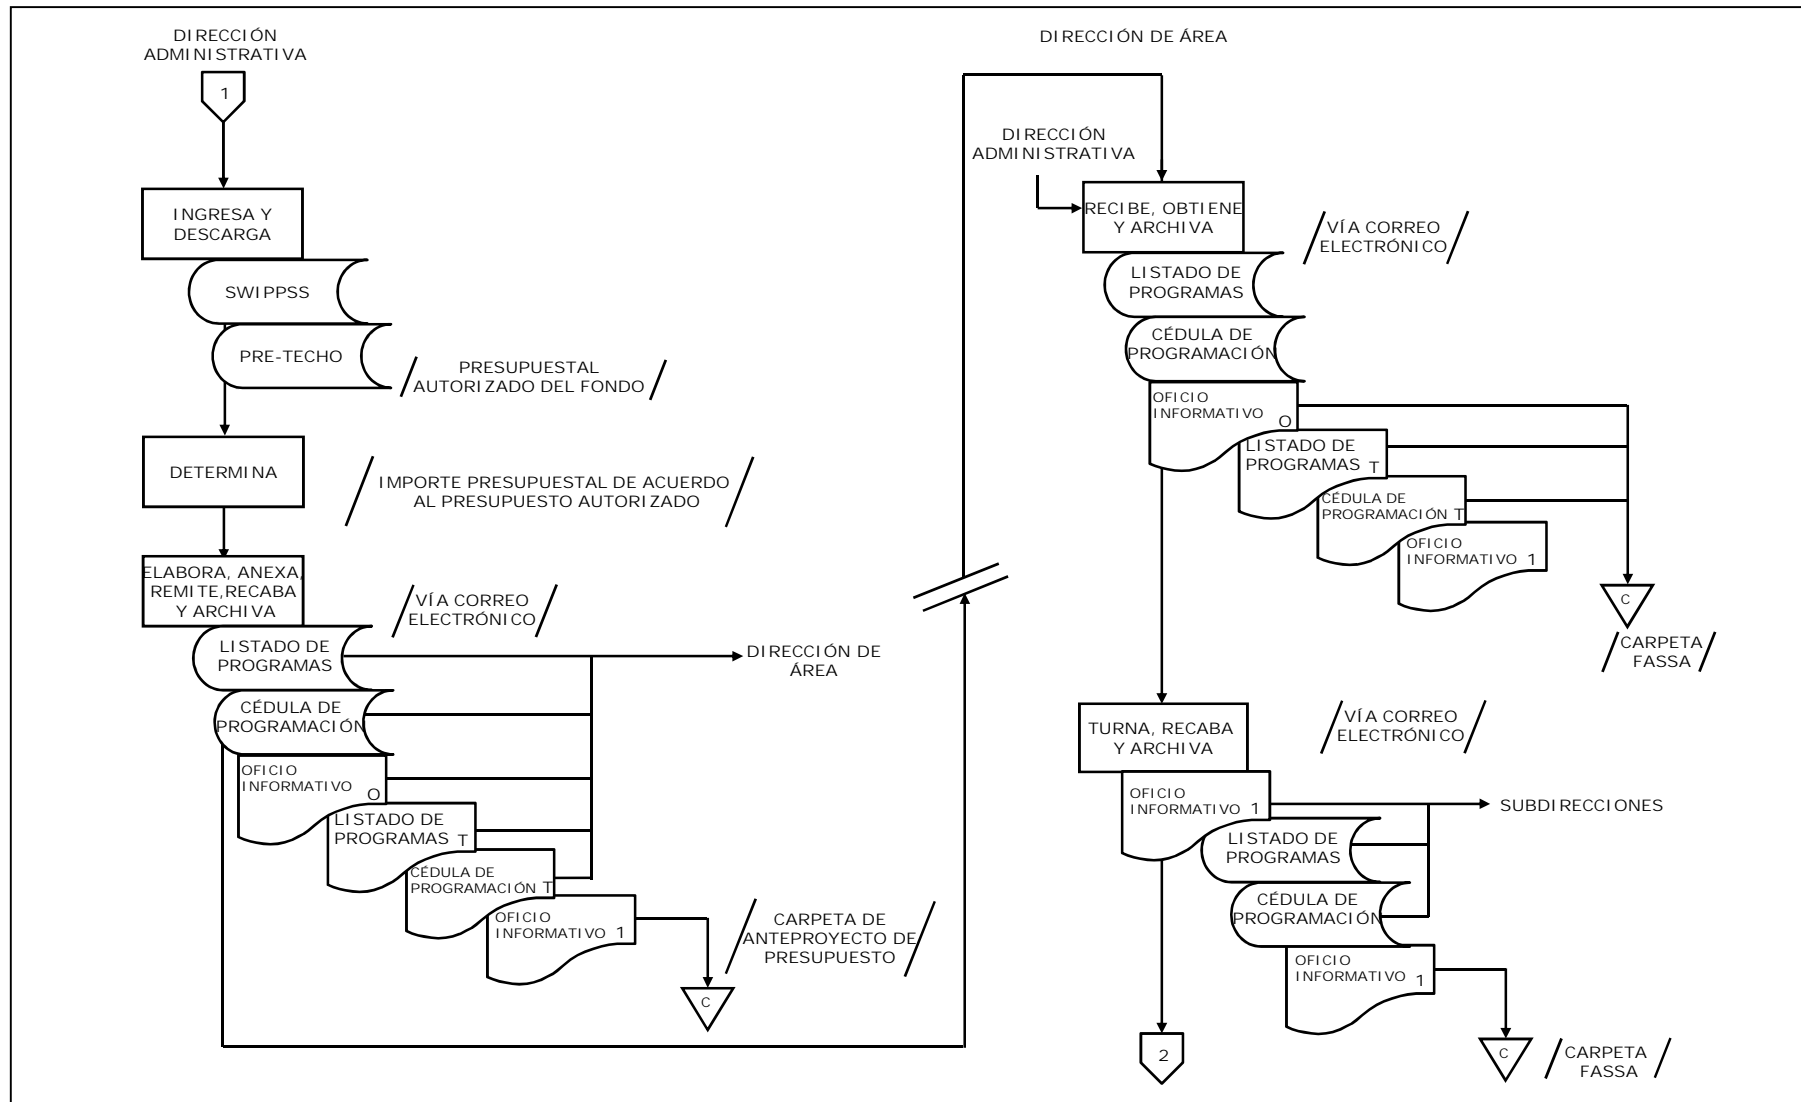 DIRECCIÓN
ADMINISTRATIVA
1
INGRESA Y
DESCARGA
SWIPPSS
PRE-TECHO
PRESUPUESTAL
AUTORIZADO DEL FONDO
DETERMINA
IMPORTE PRESUPUESTAL DE ACUERDO
AL PRESUPUESTO AUTORIZADO
ELABORA, ANEXA,
REMITE,RECABA
Y ARCHIVA
VÍA CORREO
ELECTRÓNICO
LISTADO DE
PROGRAMAS
DIRECCIÓN DE
ÁREA
CÉDULA DE
PROGRAMACIÓN
OFICIO
INFORMATIVO
O
LISTADO DE
PROGRAMAS T
CÉDULA DE
PROGRAMACIÓN T
OFICIO
INFORMATIVO 1
CARPETA DE
ANTEPROYECTO DE
PRESUPUESTO
C
DIRECCIÓN DE ÁREA
DIRECCIÓN
ADMINISTRATIVA
RECIBE, OBTIENE
Y ARCHIVA
VÍA CORREO
ELECTRÓNICO
LISTADO DE
PROGRAMAS
CÉDULA DE
PROGRAMACIÓN
OFICIO
INFORMATIVO
O
LISTADO DE
PROGRAMAS T
CÉDULA DE
PROGRAMACIÓN T
OFICIO
INFORMATIVO 1
C
CARPETA
FASSA
TURNA, RECABA
Y ARCHIVA
VÍA CORREO
ELECTRÓNICO
OFICIO
INFORMATIVO 1
SUBDIRECCIONES
LISTADO DE
PROGRAMAS
CÉDULA DE
PROGRAMACIÓN
OFICIO
INFORMATIVO 1
C
CARPETA
FASSA
2